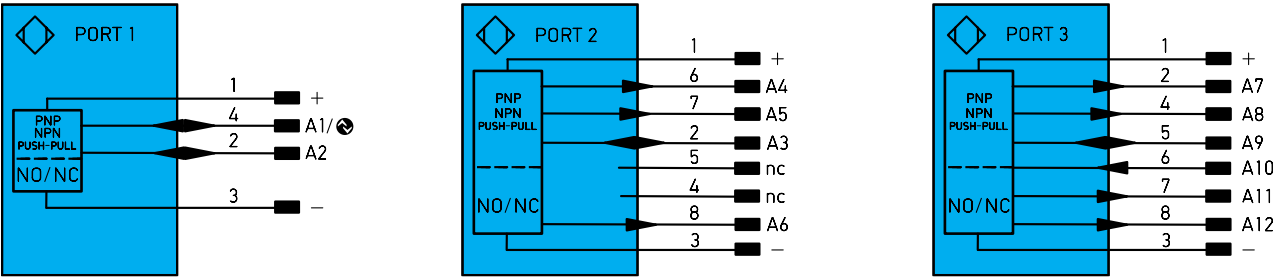 PORT 1
1 +
PNP
NPN
PUSH-PULL
4 A1/
2 A2
NO/NC
3 −
PORT 2
1 +
6 A4
PNP
NPN
PUSH-PULL
7 A5
2 A3
5 nc
4 nc
NO/NC
8 A6
3 −
PORT 3
1 +
2 A7
PNP
NPN
PUSH-PULL
4 A8
5 A9
6 A10
7 A11
NO/NC
8 A12
3 −